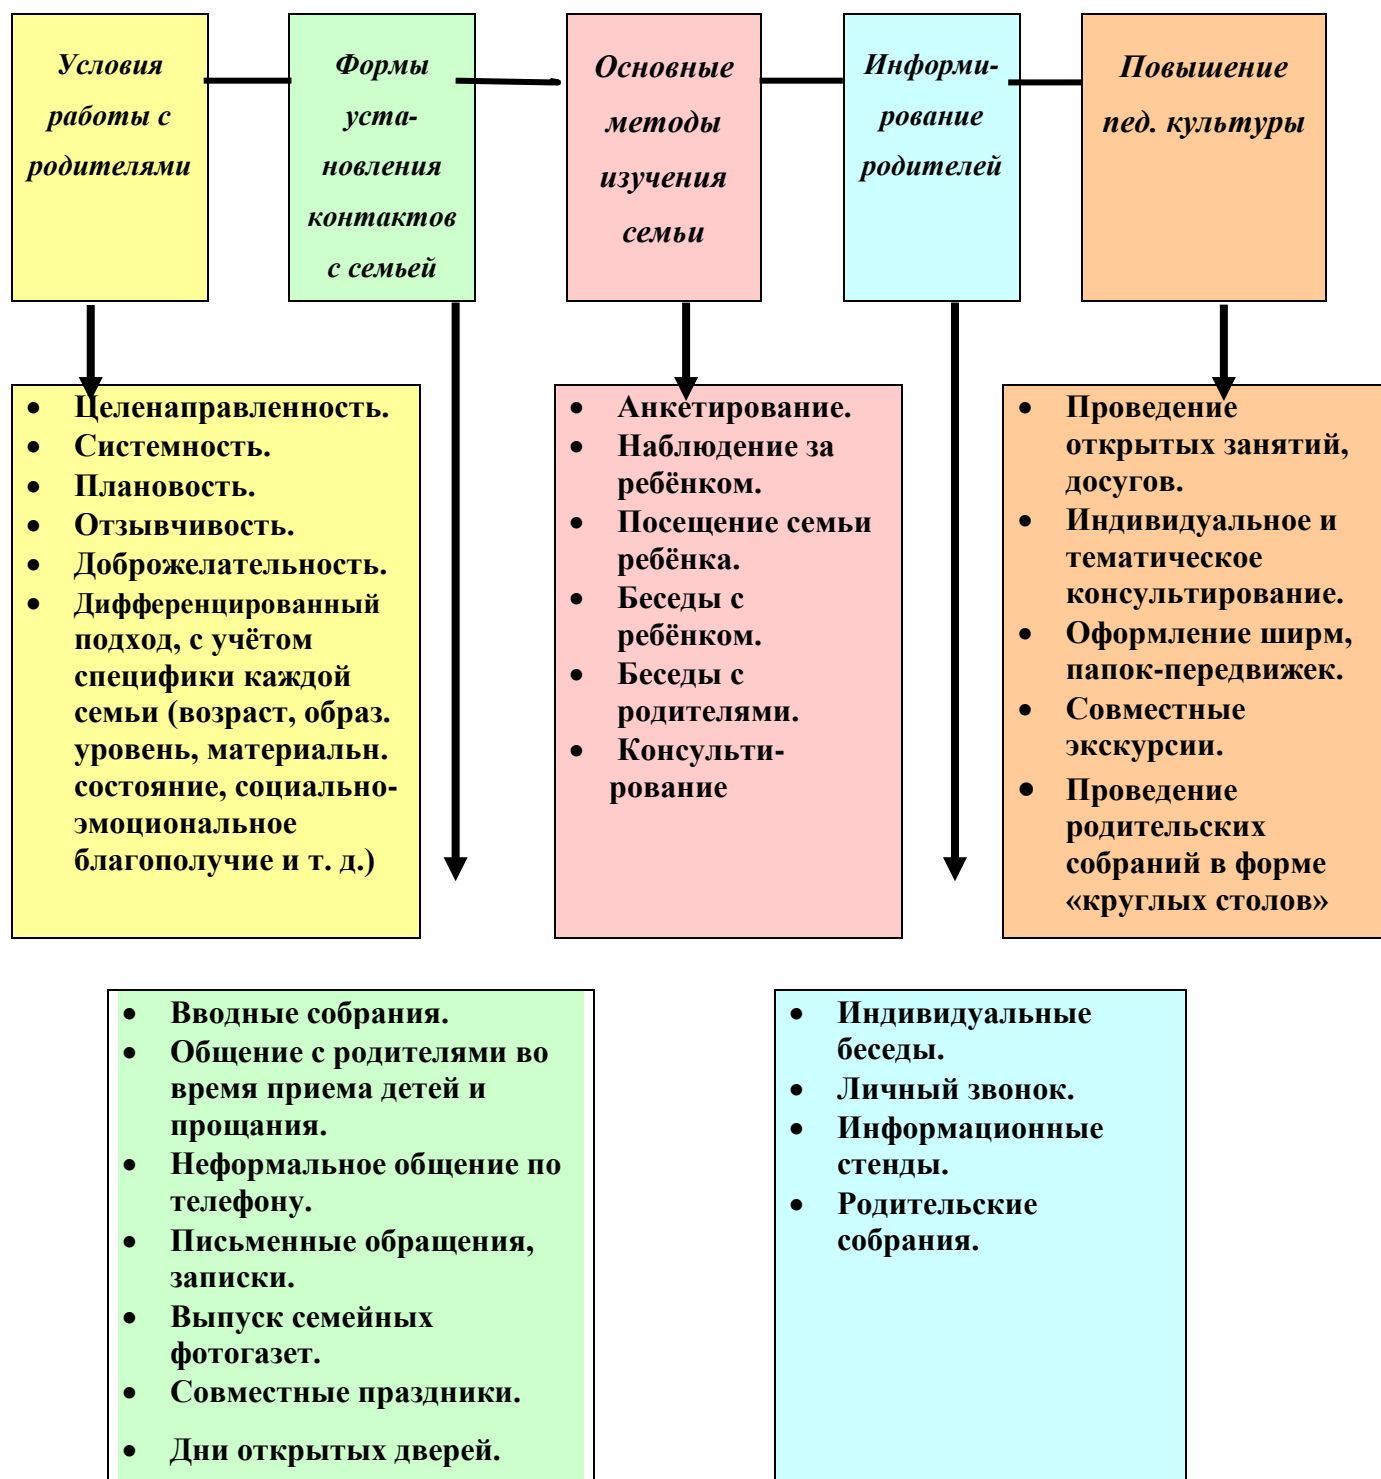 Условия
работы с
родителями
Формы
уста-
новления
контактов
с семьей
Основные
методы
изучения
семьи
Информи-
рование
родителей
Повышение
пед. культуры
• Целенаправленность.
• Системность.
• Плановость.
• Отзывчивость.
• Доброжелательность.
• Дифференцированный
подход, с учётом
специфики каждой
семьи (возраст, образ.
уровень, материальн.
состояние, социально-
эмоциональное
благополучие и т. д.)
• Анкетирование.
• Наблюдение за
ребёнком.
• Посещение семьи
ребёнка.
• Беседы с
ребёнком.
• Беседы с
родителями.
• Консульти-
рование
• Проведение
открытых занятий,
досугов.
• Индивидуальное и
тематическое
консультирование.
• Оформление ширм,
папок-передвижек.
• Совместные
экскурсии.
• Проведение
родительских
собраний в форме
«круглых столов»
• Вводные собрания.
• Общение с родителями во
время приема детей и
прощания.
• Неформальное общение по
телефону.
• Письменные обращения,
записки.
• Выпуск семейных
фотогазет.
• Совместные праздники.
• Дни открытых дверей.
• Индивидуальные
беседы.
• Личный звонок.
• Информационные
стенды.
• Родительские
собрания.